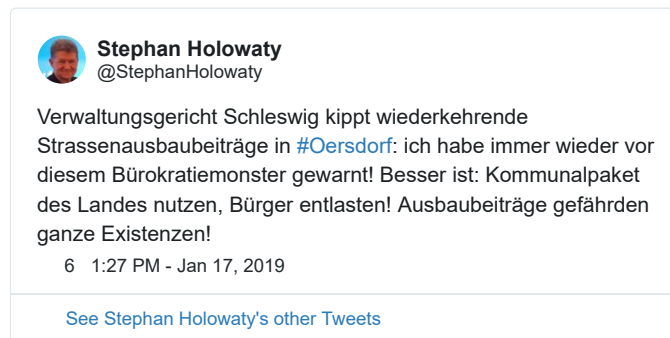 Stephan Holowaty
@StephanHolowaty
Verwaltungsgericht Schleswig kippt wiederkehrende
Strassenausbaubeiträge in #Oersdorf: ich habe immer wieder vor
diesem Bürokratiemonster gewarnt! Besser ist: Kommunalpaket
des Landes nutzen, Bürger entlasten! Ausbaubeiträge gefährden
ganze Existenzen!
6 1:27 PM - Jan 17, 2019
See Stephan Holowaty's other Tweets